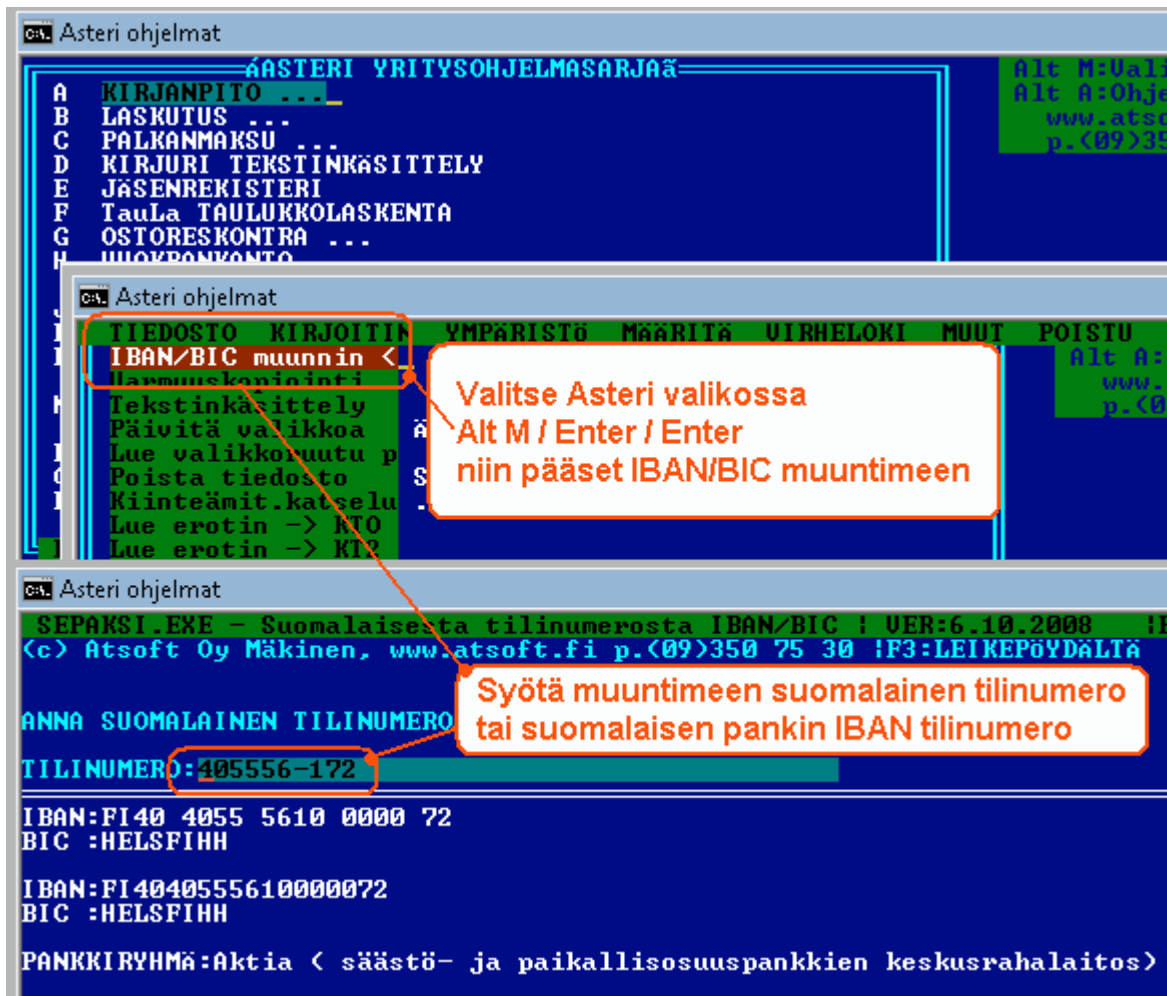 Asteri ohjelmat
áASTERI YRITYSOHJELMASARJAã
A KIRJANPITO ...
B LASKUTUS ...
C PALKANMAKSU ...
D KIRJURI TEKSTINKäSITTELY
E JäSENREKISTERI
F TauLa TAULUKKOLASKENTA
G OSTORESKONTRA ...
H VUOKRANKANTO
Alt M:Vali
Alt A:Ohje
www.atso
p.(09)35
Asteri ohjelmat
TIEDOSTO KIRJOITIN YMPäRISTö MääRITä VIRHELOKI MUUT POISTU
IBAN/BIC muunnin <
Varmuuskopiointi
Tekstinkäsittely
Päivitä valikkoa
Lue valikkoruutu p
Poista tiedosto
Kiinteämit.katselu
Lue erotin -> KTO
Lue erotin -> KT2
Alt A:
www.
p.(0
Valitse Asteri valikossa
Alt M / Enter / Enter
niin pääset IBAN/BIC muuntimeen
Asteri ohjelmat
SEPAKSI.EXE - Suomalaisesta tilinumerosta IBAN/BIC ¦ VER:6.10.2008
(c) Atsoft Oy Mäkinen, www.atsoft.fi p.(09)350 75 30 ¦F3:LEIKEPöYDäLTä
Syötä muuntimeen suomalainen tilinumero
tai suomalaisen pankin IBAN tilinumero
ANNA SUOMALAINEN TILINUMERO
TILINUMERO:405556-172
IBAN:FI40 4055 5610 0000 72
BIC :HELSFIHH
IBAN:FI4040555610000072
BIC :HELSFIHH
PANKKIRYHMä:Aktia ( säästö- ja paikallisosuuspankkien keskusrahalaitos)